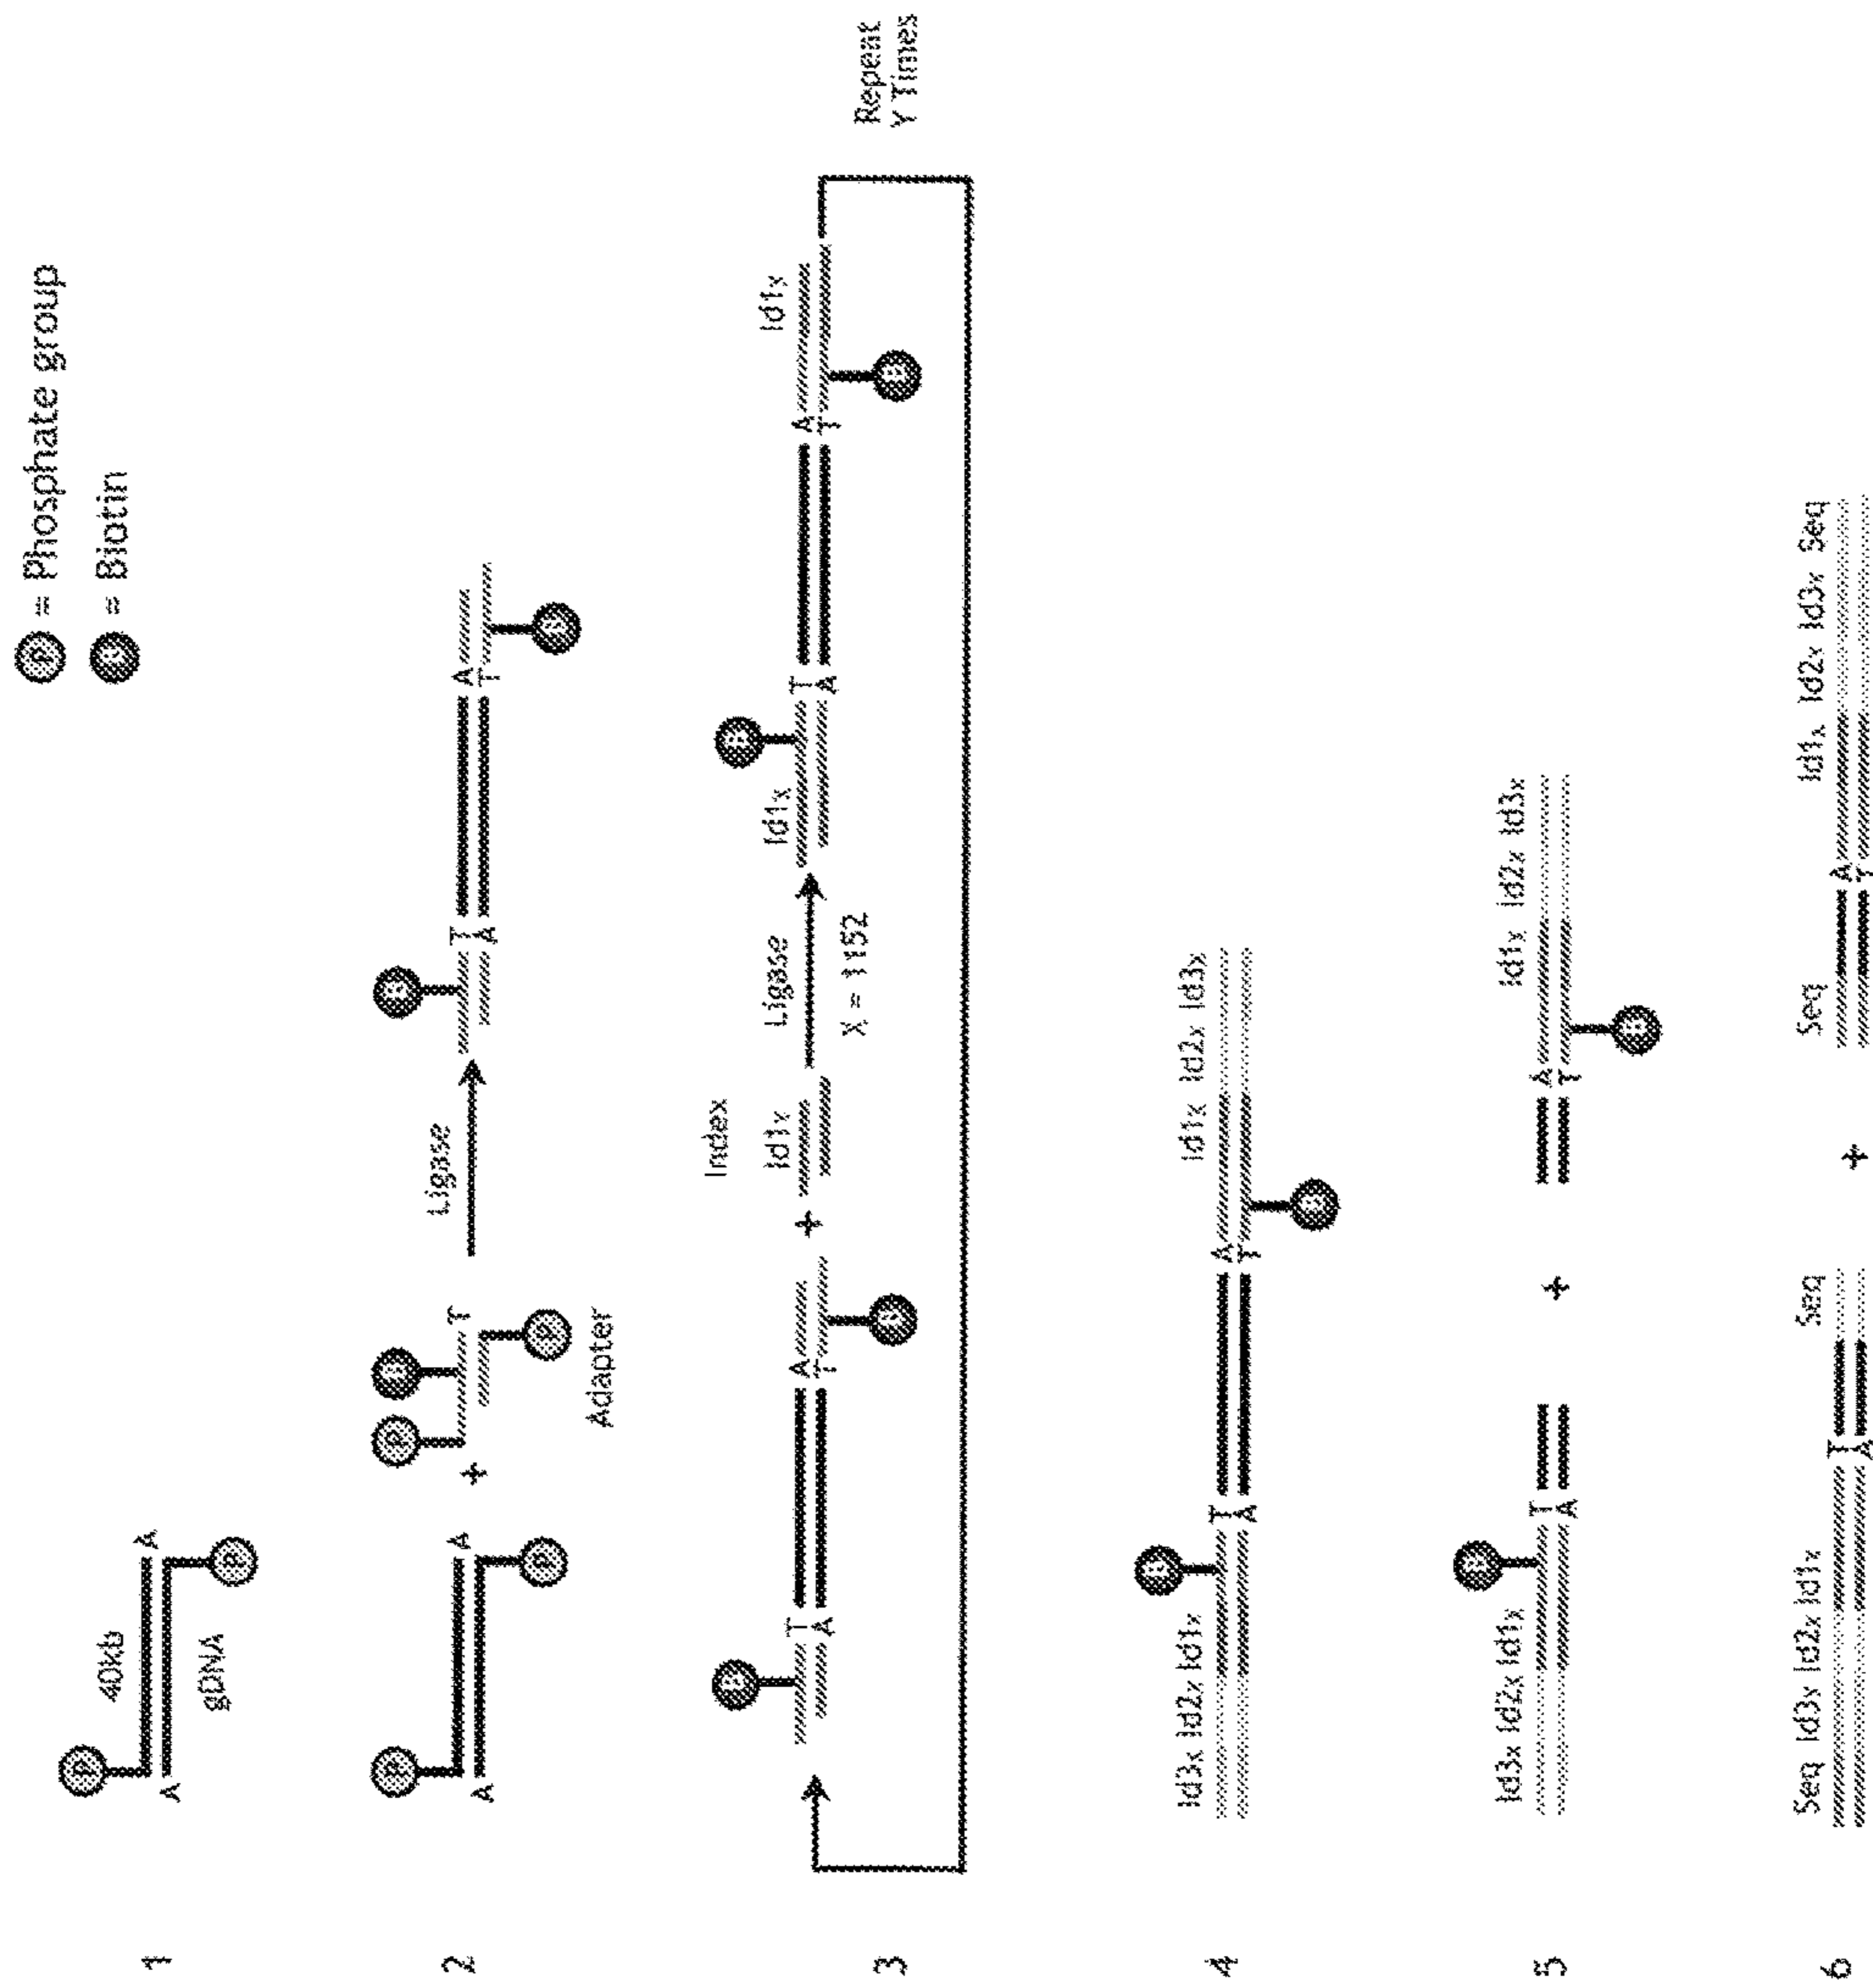 P = Phosphate group
B = Biotin
1
P
40kb
A
A
gDNA
P
2
P
A
A
P
+
P
B
T
P
Adapter
Ligase
B
T
A
A
T
B
3
B
T
A
A
T
B
+
Index
Id1x
Ligase
X = 1152
Id1x
B
T
A
A
T
B
Id1x
Repeat
Y Times
4
Id3x Id2x Id1x
B
T
A
A
T
B
Id1x Id2x Id3x
5
Id3x Id2x Id1x
B
T
A
+
A
T
B
Id1x Id2x Id3x
6
Seq Id3x Id2x Id1x
T
A
Seq
+
Seq
A
T
Id1x Id2x Id3x Seq